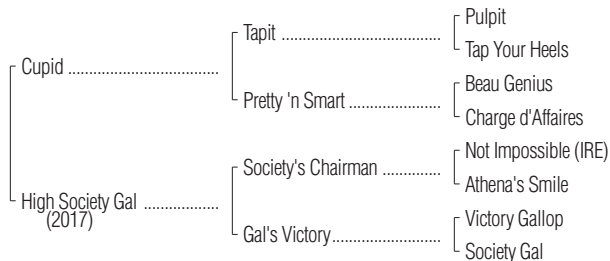 Pulpit
Tapit ........................................
Tap Your Heels
Cupid ........................................
Beau Genius
Pretty 'n Smart ........................
Charge d'Affaires
Not Impossible (IRE)
Society's Chairman ..............
Athena's Smile
High Society Gal ....................
(2017)
Victory Gallop
Gal's Victory............................
Society Gal